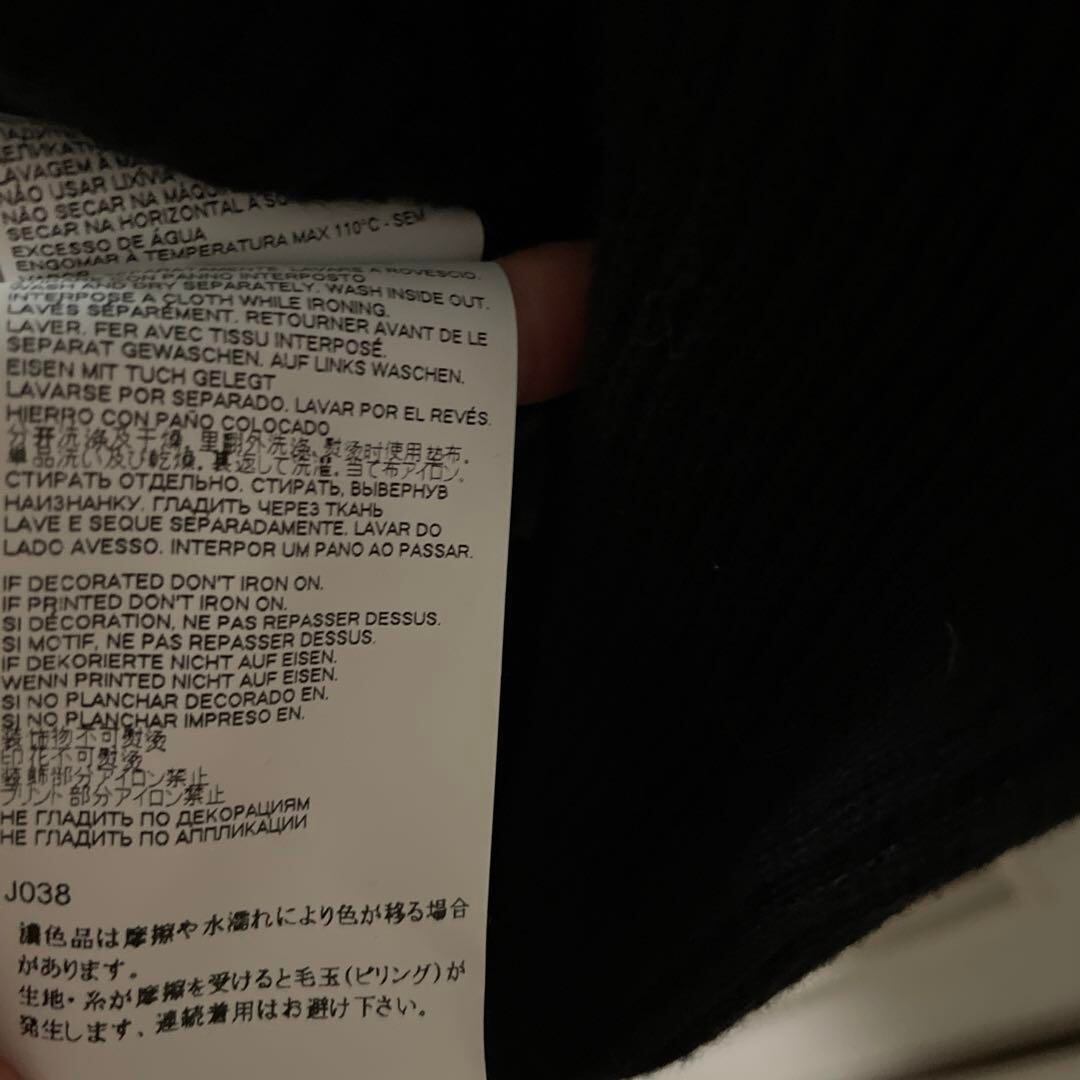 LAVAGEM À
NÃO USAR LIXÍVIA
NÃO SECAR NA
SECAR NA HORIZONTAL À
EXCESSO DE ÁGUA
ENGOMAR À TEMPERATURA MAX 110°C - SEM
LAVARE A ROVESCIO.
CON PANNO INTERPOSTO
WASH AND DRY SEPARATELY. WASH INSIDE OUT.
INTERPOSE A CLOTH WHILE IRONING.
LAVÉS SÉPARÉMENT. RETOURNER AVANT DE LE
LAVER. FER AVEC TISSU INTERPOSÉ.
SEPARAT GEWASCHEN. AUF LINKS WASCHEN.
EISEN MIT TUCH GELEGT
LAVARSE POR SEPARADO. LAVAR POR EL REVÉS.
HIERRO CON PAÑO COLOCADO
分开洗涤及干燥。里翻外洗涤、熨烫时使用垫布。
単品洗い及び乾燥。裏返して洗濯。当て布アイロン。
СТИРАТЬ ОТДЕЛЬНО. СТИРАТЬ, ВЫВЕРНУВ
НАИЗНАНКУ. ГЛАДИТЬ ЧЕРЕЗ ТКАНЬ
LAVE E SEQUE SEPARADAMENTE. LAVAR DO
LADO AVESSO. INTERPOR UM PANO AO PASSAR.
IF DECORATED DON'T IRON ON.
IF PRINTED DON'T IRON ON.
SI DÉCORATION, NE PAS REPASSER DESSUS.
SI MOTIF, NE PAS REPASSER DESSUS.
IF DEKORIERTE NICHT AUF EISEN.
WENN PRINTED NICHT AUF EISEN.
SI NO PLANCHAR DECORADO EN.
SI NO PLANCHAR IMPRESO EN.
装饰物不可熨烫
印花不可熨烫
装飾部分アイロン禁止
プリント部分アイロン禁止
НЕ ГЛАДИТЬ ПО ДЕКОРАЦИЯМ
НЕ ГЛАДИТЬ ПО АППЛИКАЦИИ
J038
濃色品は摩擦や水濡れにより色が移る場合
があります。
生地・糸が摩擦を受けると毛玉(ピリング)が
発生します、連続着用はお避け下さい。